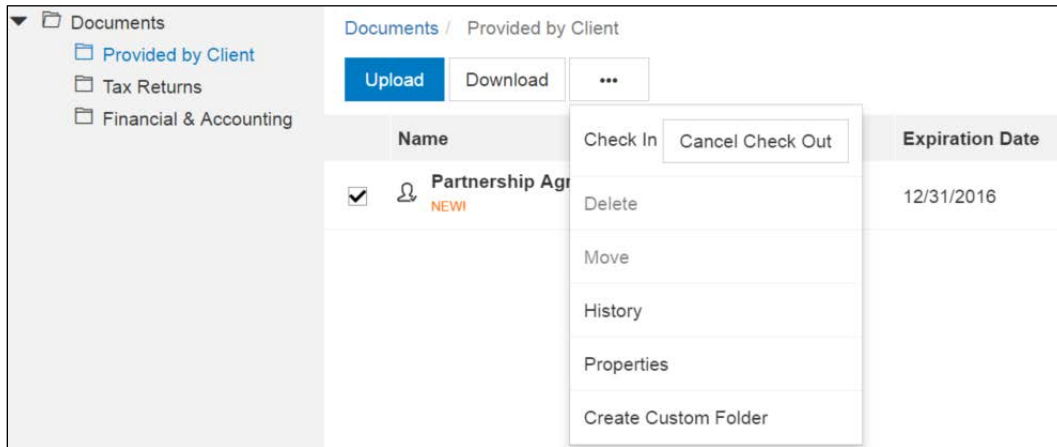 Documents
Provided by Client
Tax Returns
Financial & Accounting
Documents / Provided by Client
Upload Download •••
Name Expiration Date
Check In Cancel Check Out
Partnership Agr
NEW!
12/31/2016
Delete
Move
History
Properties
Create Custom Folder